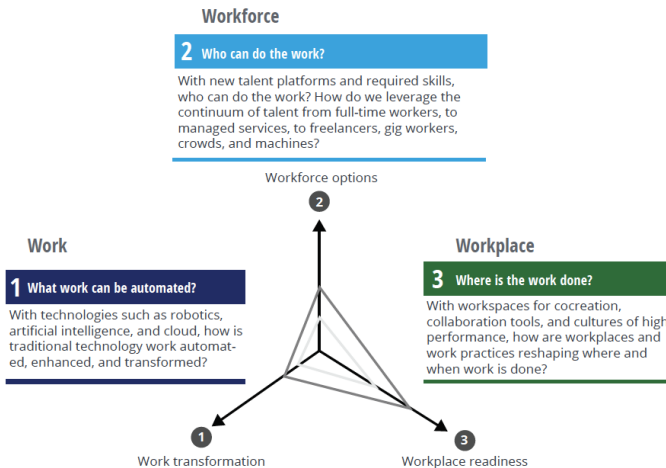 Workforce
2 Who can do the work?
With new talent platforms and required skills,
who can do the work? How do we leverage the
continuum of talent from full-time workers, to
managed services, to freelancers, gig workers,
crowds, and machines?
Workforce options
2
Work
1 What work can be automated?
With technologies such as robotics,
artificial intelligence, and cloud, how is
traditional technology work automat-
ed, enhanced, and transformed?
Workplace
3 Where is the work done?
With workspaces for cocreation,
collaboration tools, and cultures of high
performance, how are workplaces and
work practices reshaping where and
when work is done?
1
Work transformation
3
Workplace readiness